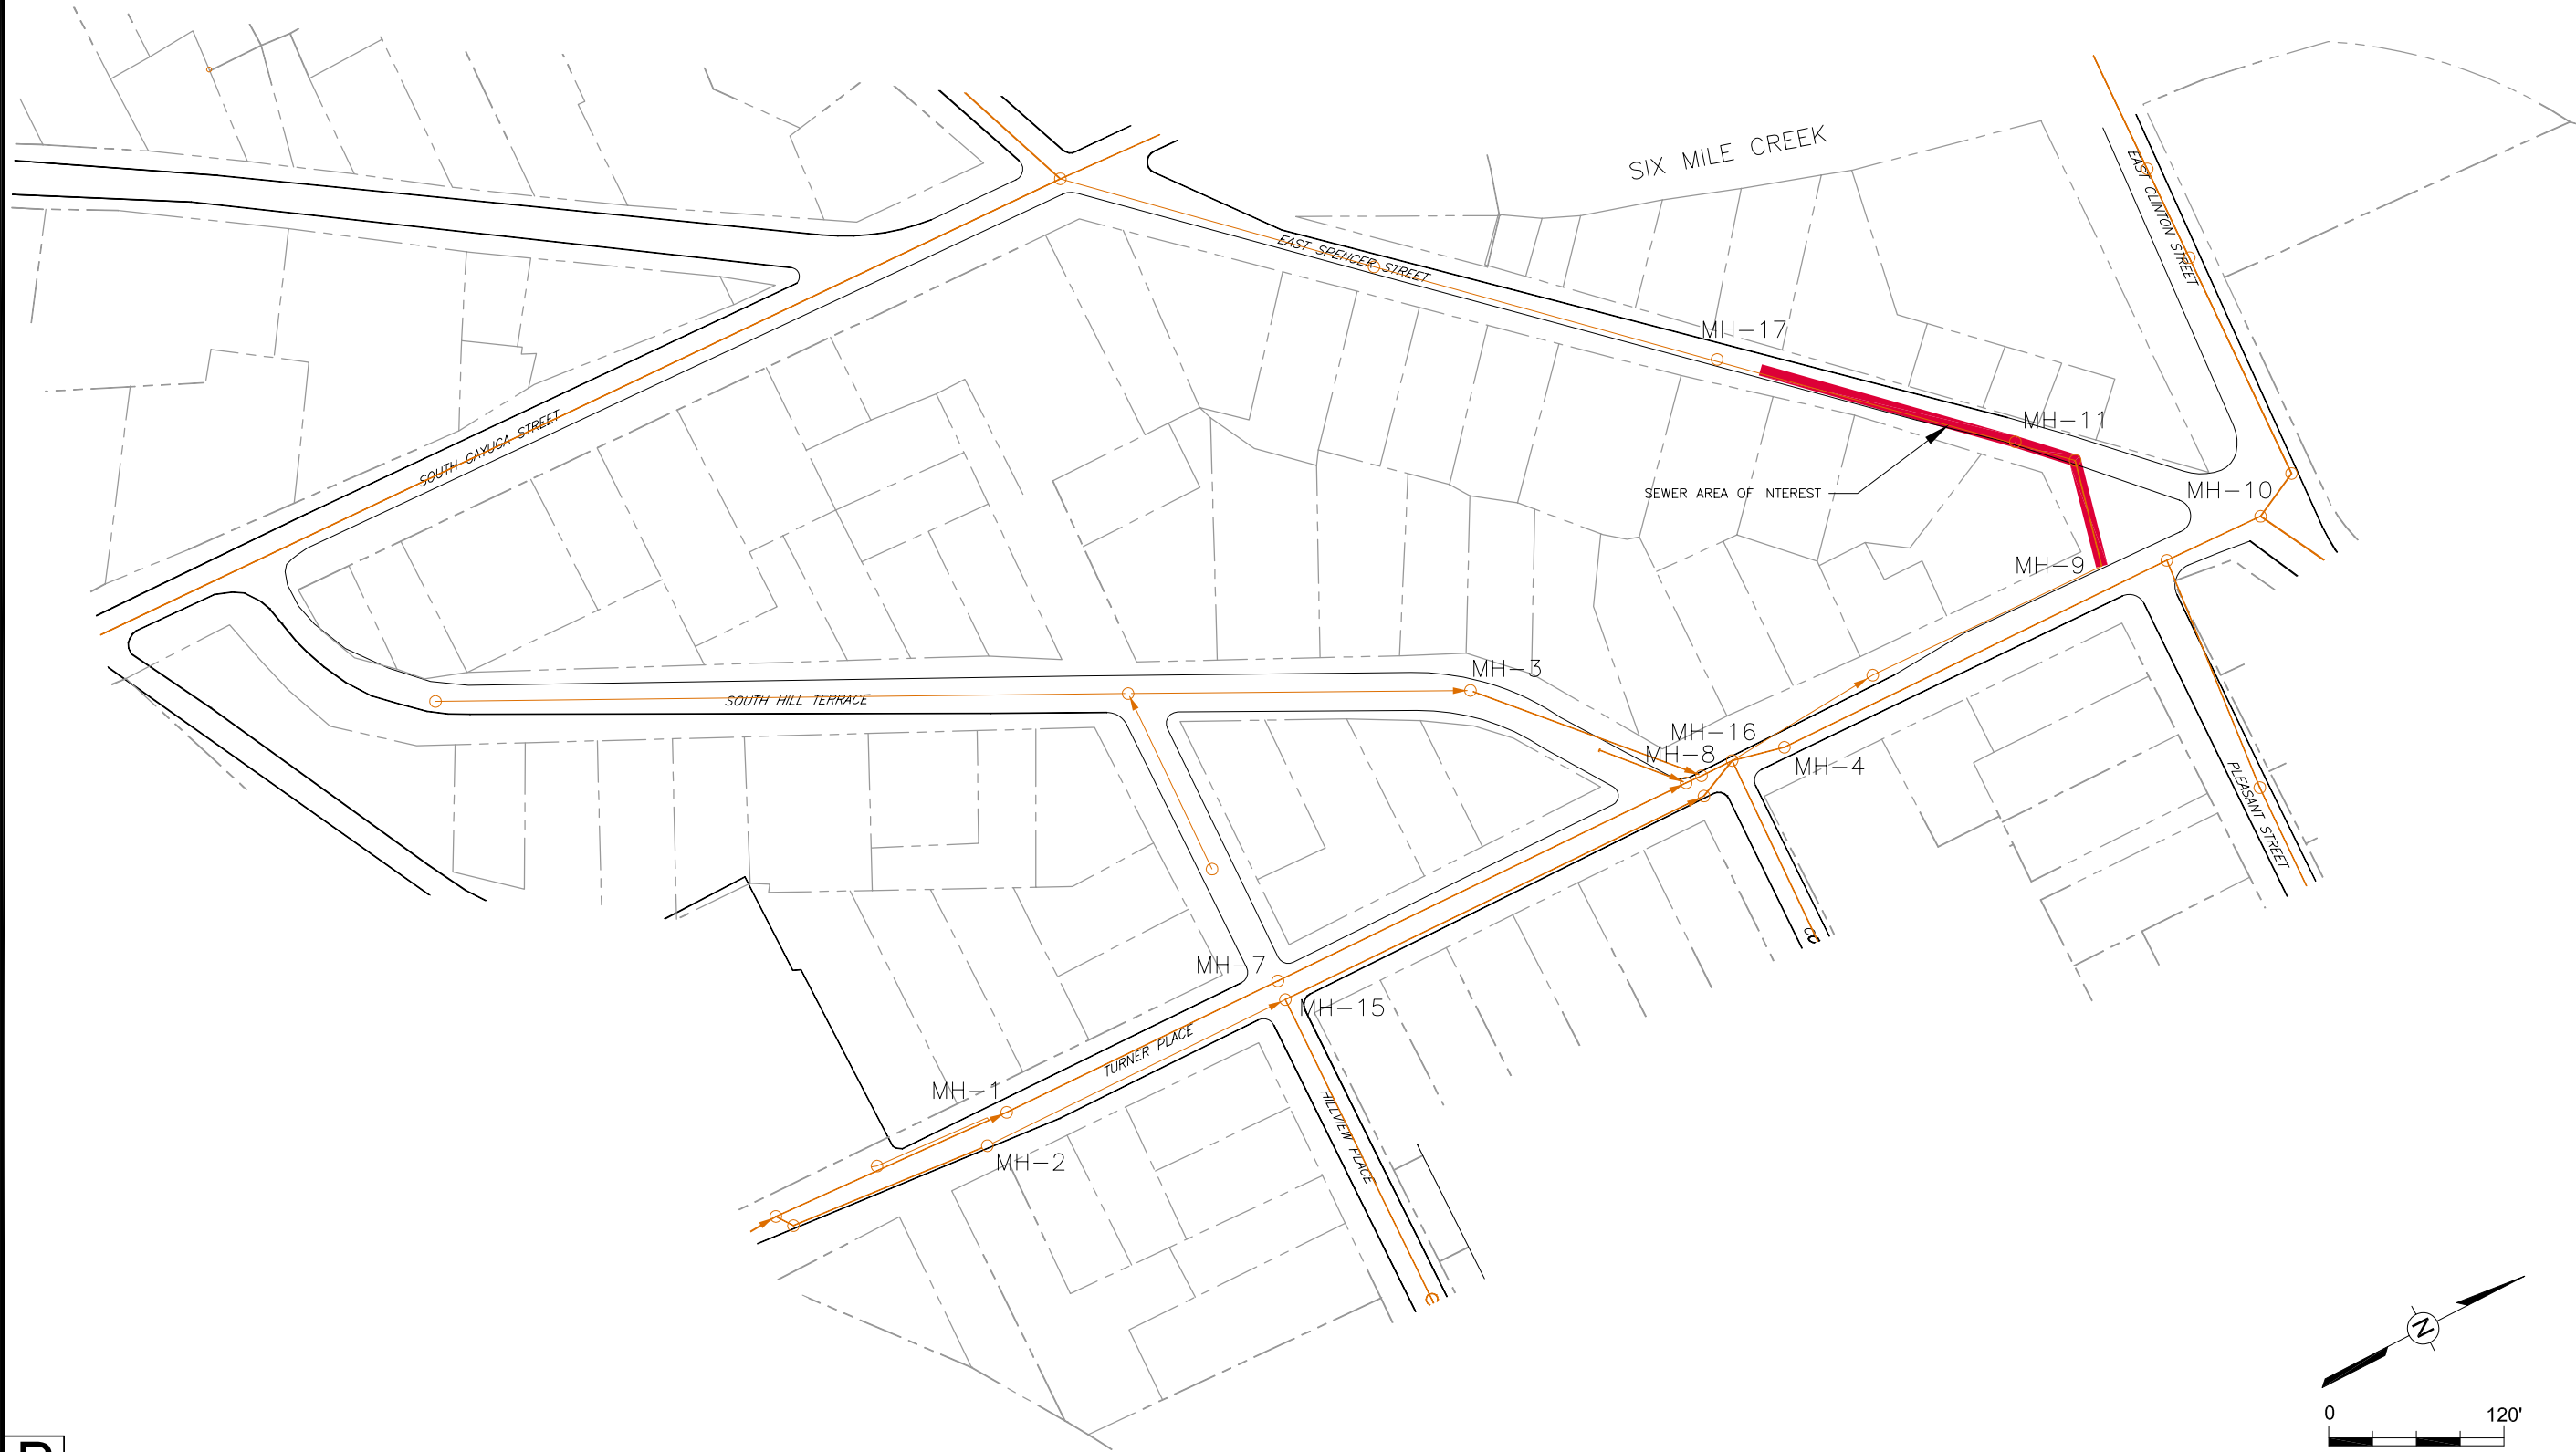 SIX MILE CREEK
EAST CLINTON STREET
EAST SPENCER STREET
MH-17
MH-11
SOUTH CAYUGA STREET
SEWER AREA OF INTEREST
MH-10
MH-9
MH-3
SOUTH HILL TERRACE
MH-16
MH-8
MH-4
PLEASANT STREET
MH-7
MH-15
TURNER PLACE
MH-1
HILLVIEW PLACE
MH-2
N
0 120'